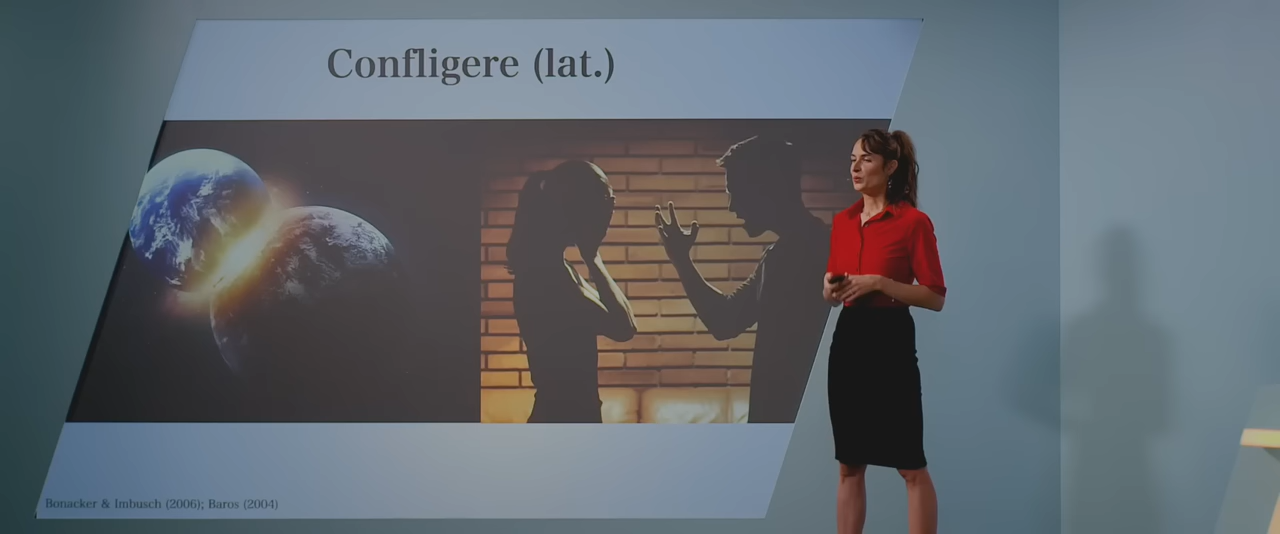 Confligere (lat.)
Bonacker & Imbusch (2006); Baros (2004)